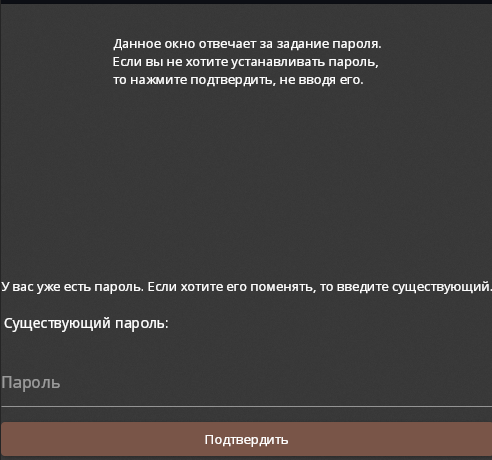 Данное окно отвечает за задание пароля.
Если вы не хотите устанавливать пароль,
то нажмите подтвердить, не вводя его.
У вас уже есть пароль. Если хотите его поменять, то введите существующий.
Существующий пароль:
Пароль
Подтвердить